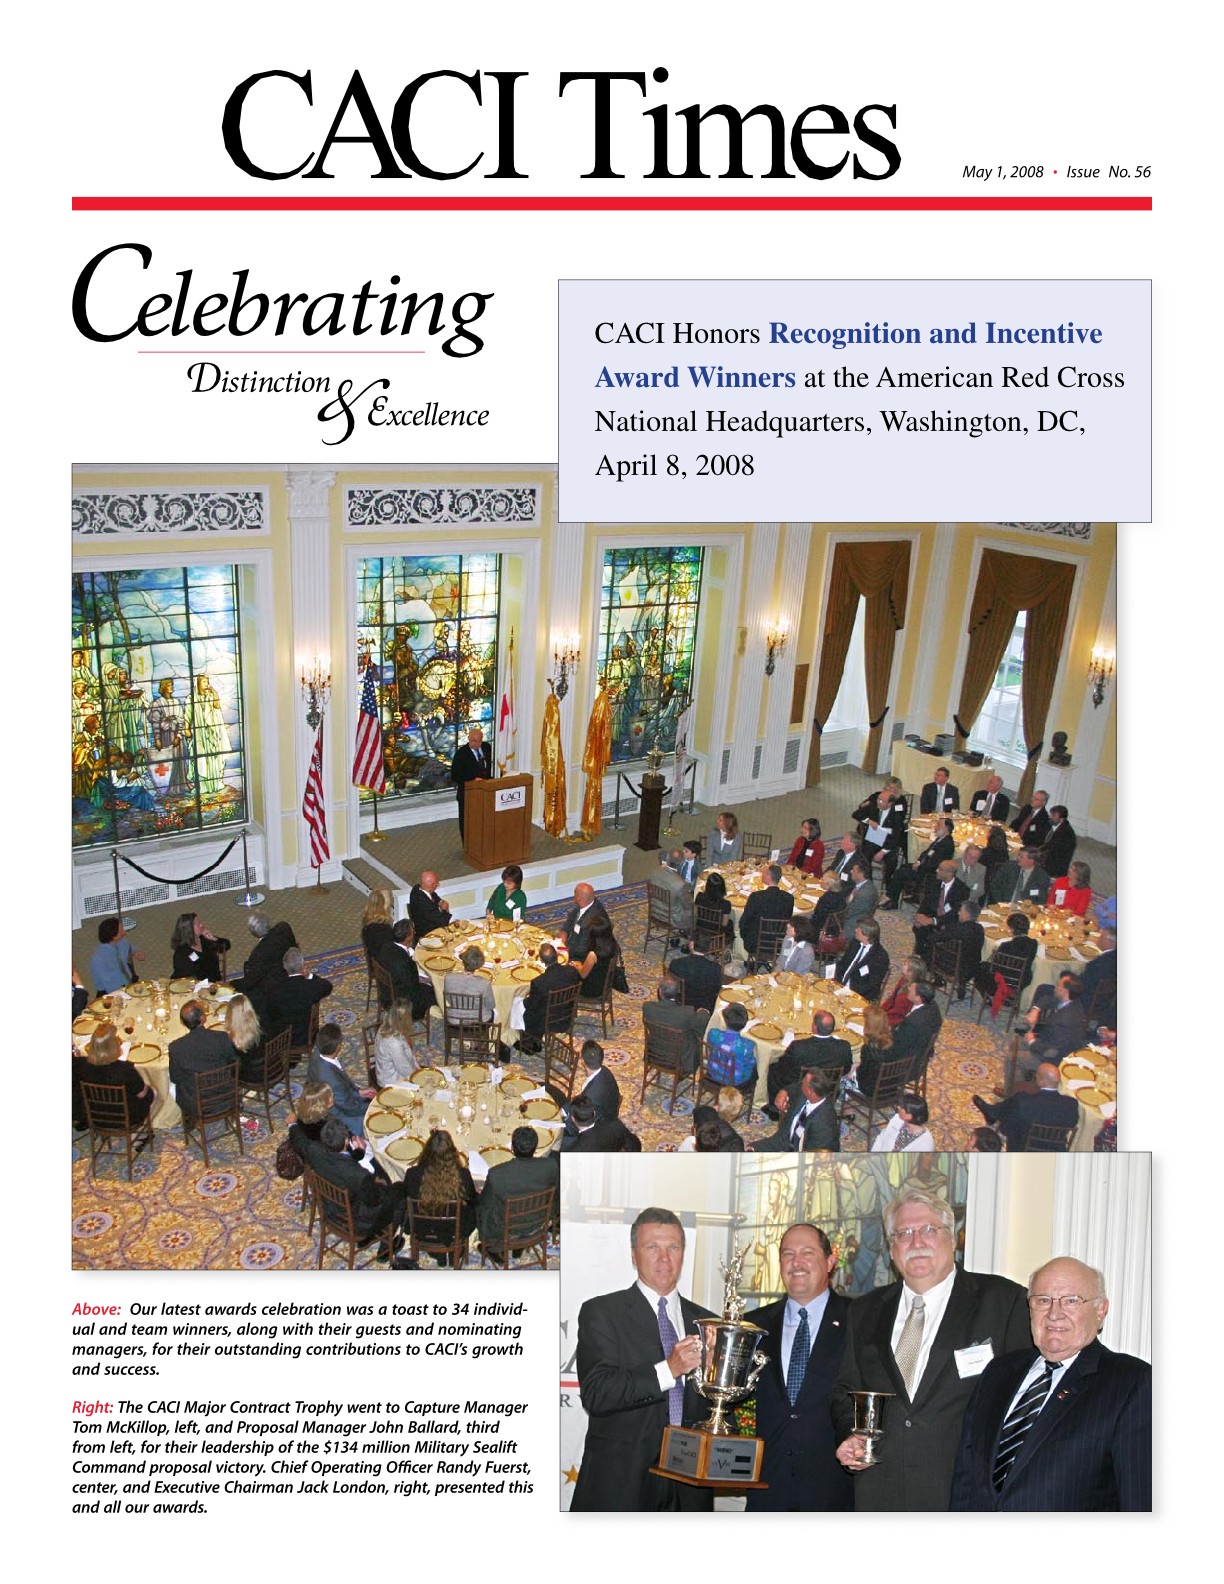 CACI Times
May 1, 2008 • Issue No. 56
Celebrating
Distinction
& Excellence
CACI Honors Recognition and Incentive
Award Winners at the American Red Cross
National Headquarters, Washington, DC,
April 8, 2008
CACI
Above: Our latest awards celebration was a toast to 34 individ-
ual and team winners, along with their guests and nominating
managers, for their outstanding contributions to CACI's growth
and success.
Right: The CACI Major Contract Trophy went to Capture Manager
Tom McKillop, left, and Proposal Manager John Ballard, third
from left, for their leadership of the $134 million Military Sealift
Command proposal victory. Chief Operating Officer Randy Fuerst,
center, and Executive Chairman Jack London, right, presented this
and all our awards.